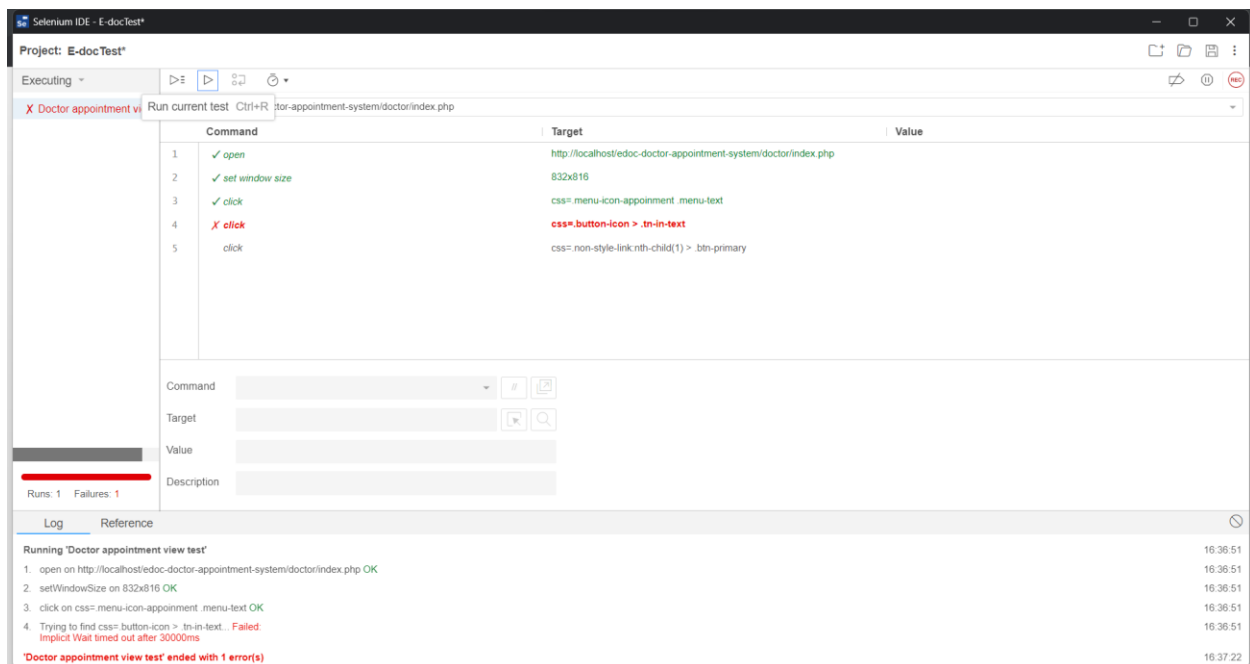 Selenium IDE - E-docTest*
Project: E-docTest*
Executing
Run current test Ctrl+R
tor-appointment-system/doctor/index.php
REC
X Doctor appointment vi
Command Target Value
1 ✓ open http://localhost/edoc-doctor-appointment-system/doctor/index.php
2 ✓ set window size 832x816
3 ✓ click css=.menu-icon-appoinment .menu-text
4 X click css=.button-icon > .tn-in-text
5 click css=.non-style-link:nth-child(1) > .btn-primary
Command //
Target
Value
Description
Runs: 1 Failures: 1
Log Reference
Running 'Doctor appointment view test' 16:36:51
1. open on http://localhost/edoc-doctor-appointment-system/doctor/index.php OK 16:36:51
2. setWindowSize on 832x816 OK 16:36:51
3. click on css=.menu-icon-appoinment .menu-text OK 16:36:51
4. Trying to find css=.button-icon > .tn-in-text... Failed: 16:36:51
Implicit Wait timed out after 30000ms
'Doctor appointment view test' ended with 1 error(s) 16:37:22